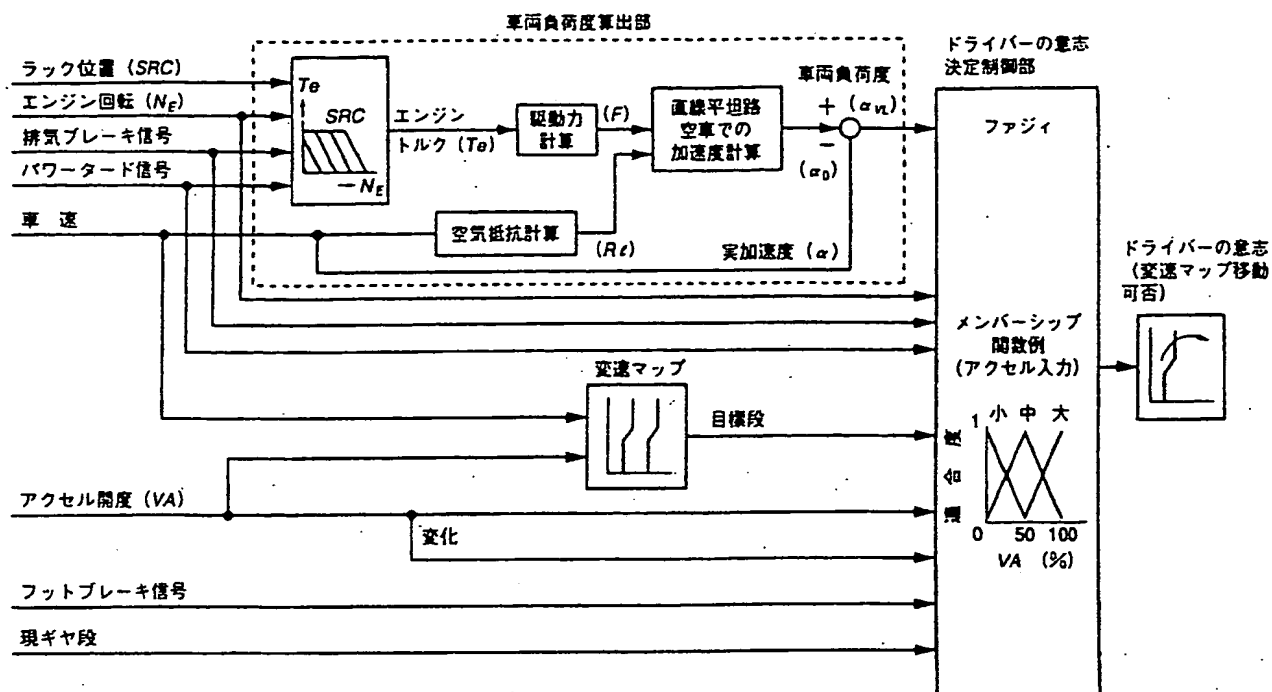 車両負荷度算出部
ラック位置 (SRC)
エンジン回転 (NE)
排気ブレーキ信号
パワータード信号
車 速
Te
SRC
NE
エンジン
トルク (Te)
駆動力
計算
(F)
直線平坦路
空車での
加速度計算
車両負荷度
+
(αVL)
−
(α0)
空気抵抗計算
(Rℓ)
実加速度 (α)
ドライバーの意志
決定制御部
ファジィ
メンバーシップ
関数例
(アクセル入力)
小 中 大
1
適合度
0 50 100
VA (%)
ドライバーの意志
(変速マップ移動
可否)
変速マップ
目標段
アクセル開度 (VA)
変化
フットブレーキ信号
現ギヤ段